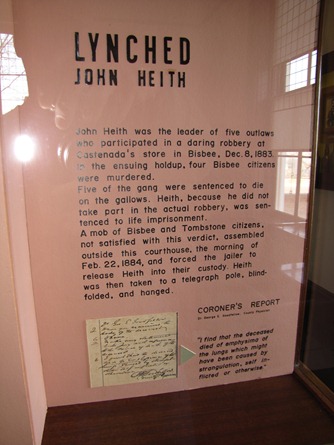 LYNCHED
JOHN HEITH
John Heith was the leader of five outlaws
who participated in a daring robbery at
Castenada's store in Bisbee, Dec. 8, 1883
In the ensuing holdup, four Bisbee citizens
were murdered.
Five of the gang were sentenced to die
on the gallows. Heith, because he did not
take part in the actual robbery, was sen-
tenced to life imprisonment.
A mob of Bisbee and Tombstone citizens,
not satisfied with this verdict, assembled
outside this courthouse, the morning of
Feb. 22, 1884, and forced the jailer to
release Heith into their custody. Heith
was then taken to a telegraph pole, blind-
folded, and hanged.
CORONER'S REPORT
Dr. George E. Goodfellow, County Physician
"I find that the deceased
died of emphysema of
the lungs which might
have been caused by
strangulation, self in-
flicted or otherwise"